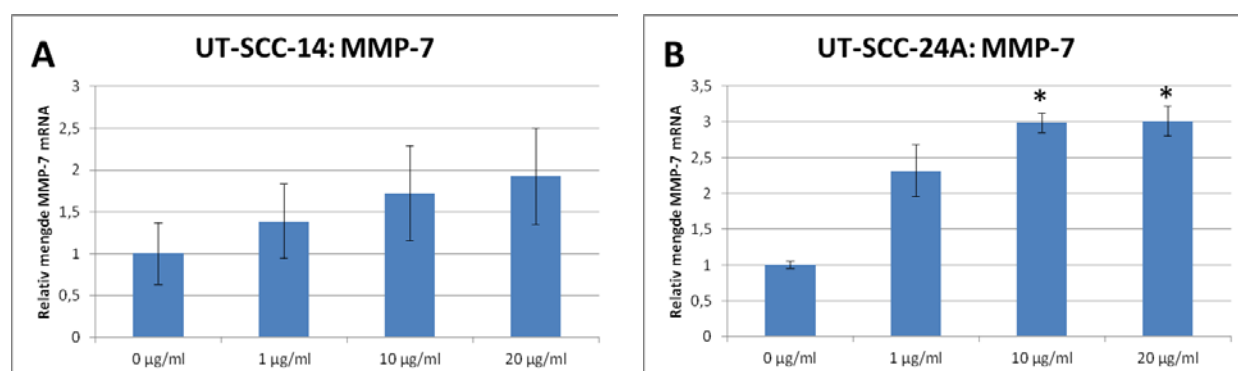 A
UT-SCC-14: MMP-7
Relativ mengde MMP-7 mRNA
3
2,5
2
1,5
1
0,5
0
0 µg/ml
1 µg/ml
10 µg/ml
20 µg/ml
B
UT-SCC-24A: MMP-7
Relativ mengde MMP-7 mRNA
3,5
3
2,5
2
1,5
1
0,5
0
*
*
0 µg/ml
1 µg/ml
10 µg/ml
20 µg/ml